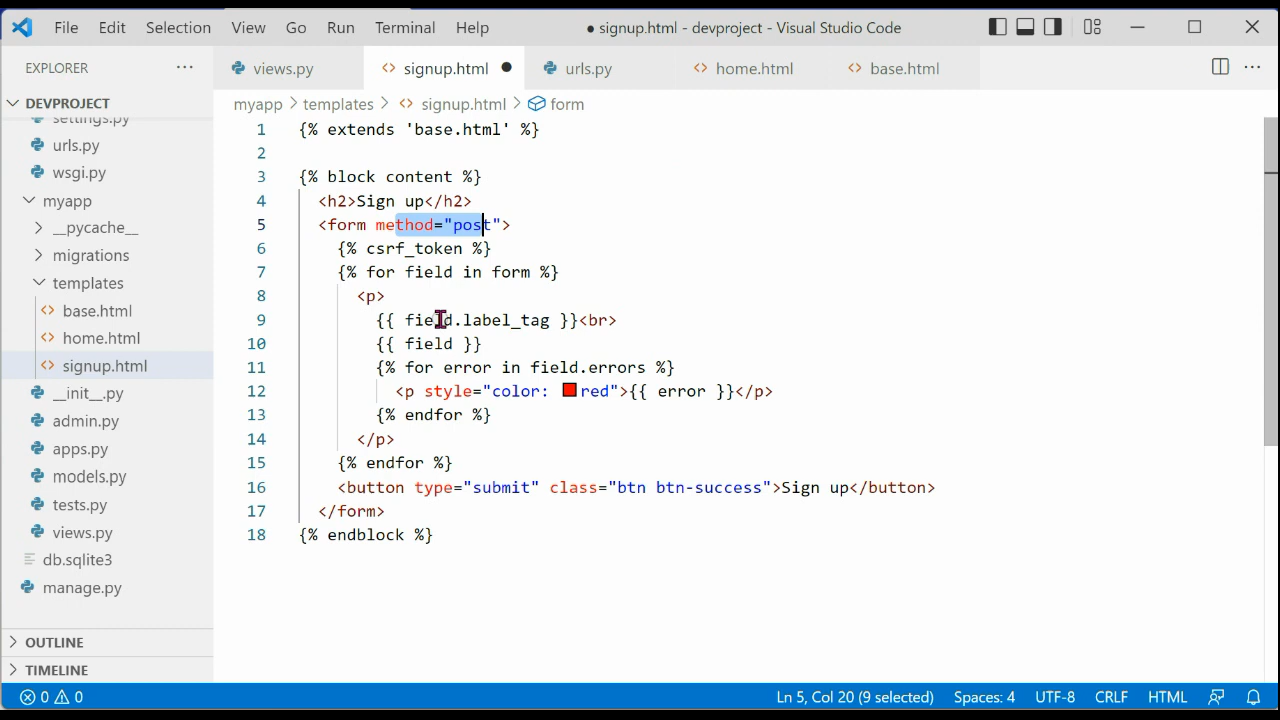 File Edit Selection View Go Run Terminal Help ● signup.html - devproject - Visual Studio Code
EXPLORER ...
views.py signup.html ● urls.py home.html base.html ...
DEVPROJECT
myapp > templates > signup.html > form
settings.py
urls.py
wsgi.py
myapp
__pycache__
migrations
templates
base.html
home.html
signup.html
__init__.py
admin.py
apps.py
models.py
tests.py
views.py
db.sqlite3
manage.py
OUTLINE
TIMELINE
1 {% extends 'base.html' %}
2
3 {% block content %}
4 <h2>Sign up</h2>
5 <form method="post">
6 {% csrf_token %}
7 {% for field in form %}
8 <p>
9 {{ field.label_tag }}<br>
10 {{ field }}
11 {% for error in field.errors %}
12 <p style="color: red">{{ error }}</p>
13 {% endfor %}
14 </p>
15 {% endfor %}
16 <button type="submit" class="btn btn-success">Sign up</button>
17 </form>
18 {% endblock %}
0 0 Ln 5, Col 20 (9 selected) Spaces: 4 UTF-8 CRLF HTML